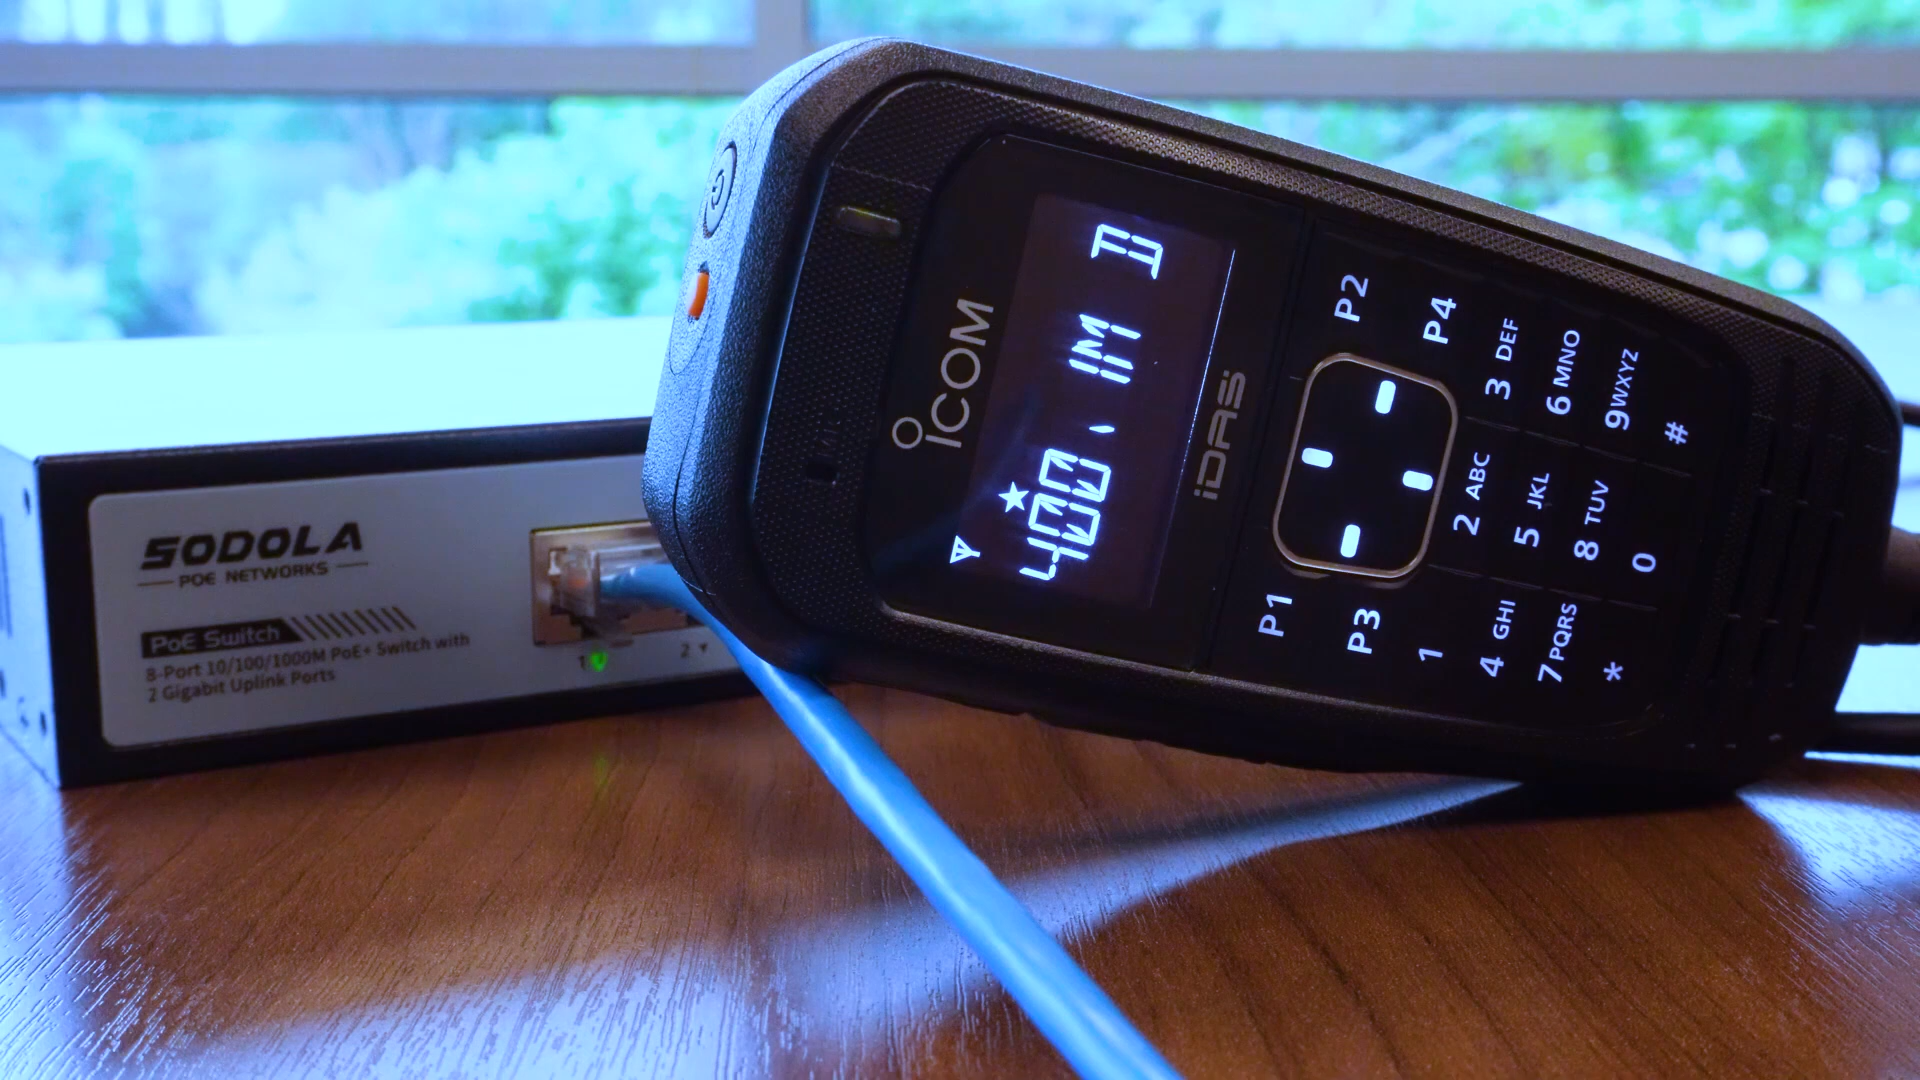 SODOLA
POE NETWORKS
PoE Switch
8-Port 10/100/1000M PoE+ Switch with
2 Gigabit Uplink Ports
1
2
ICOM
IDAS
P1 P2
P3 P4
1 2 ABC 3 DEF
4 GHI 5 JKL 6 MNO
7 PQRS 8 TUV 9 WXYZ
* 0 #